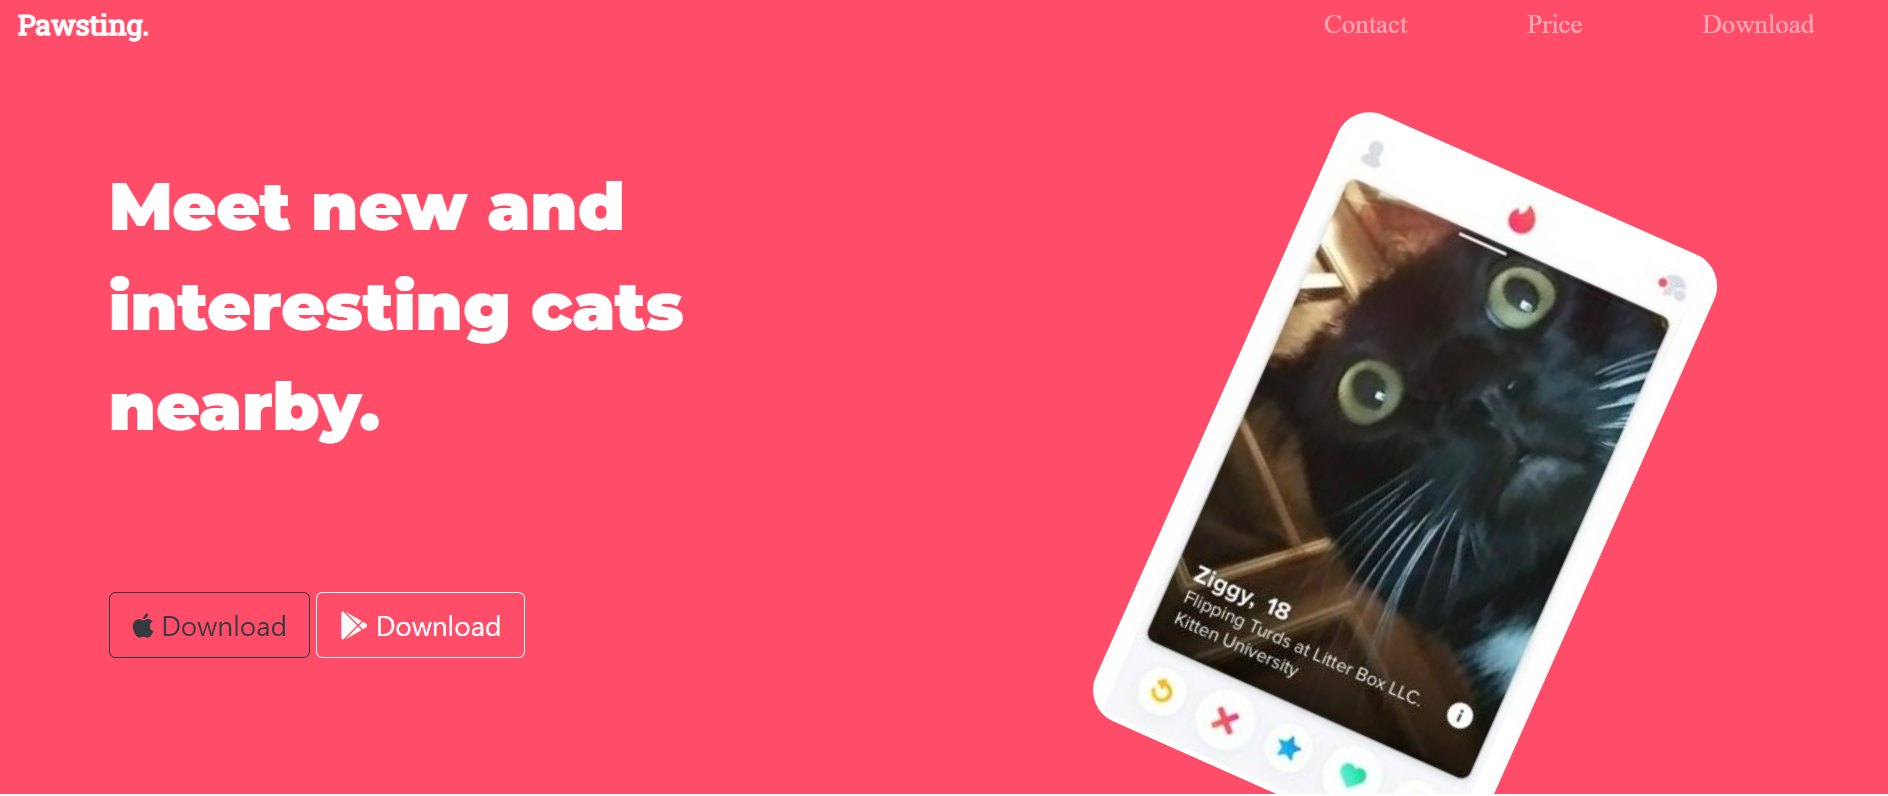 Pawsting.
Contact
Price
Download
Meet new and
interesting cats
nearby.
Download
Download
Ziggy, 18
Flipping Turds at Litter Box LLC.
Kitten University